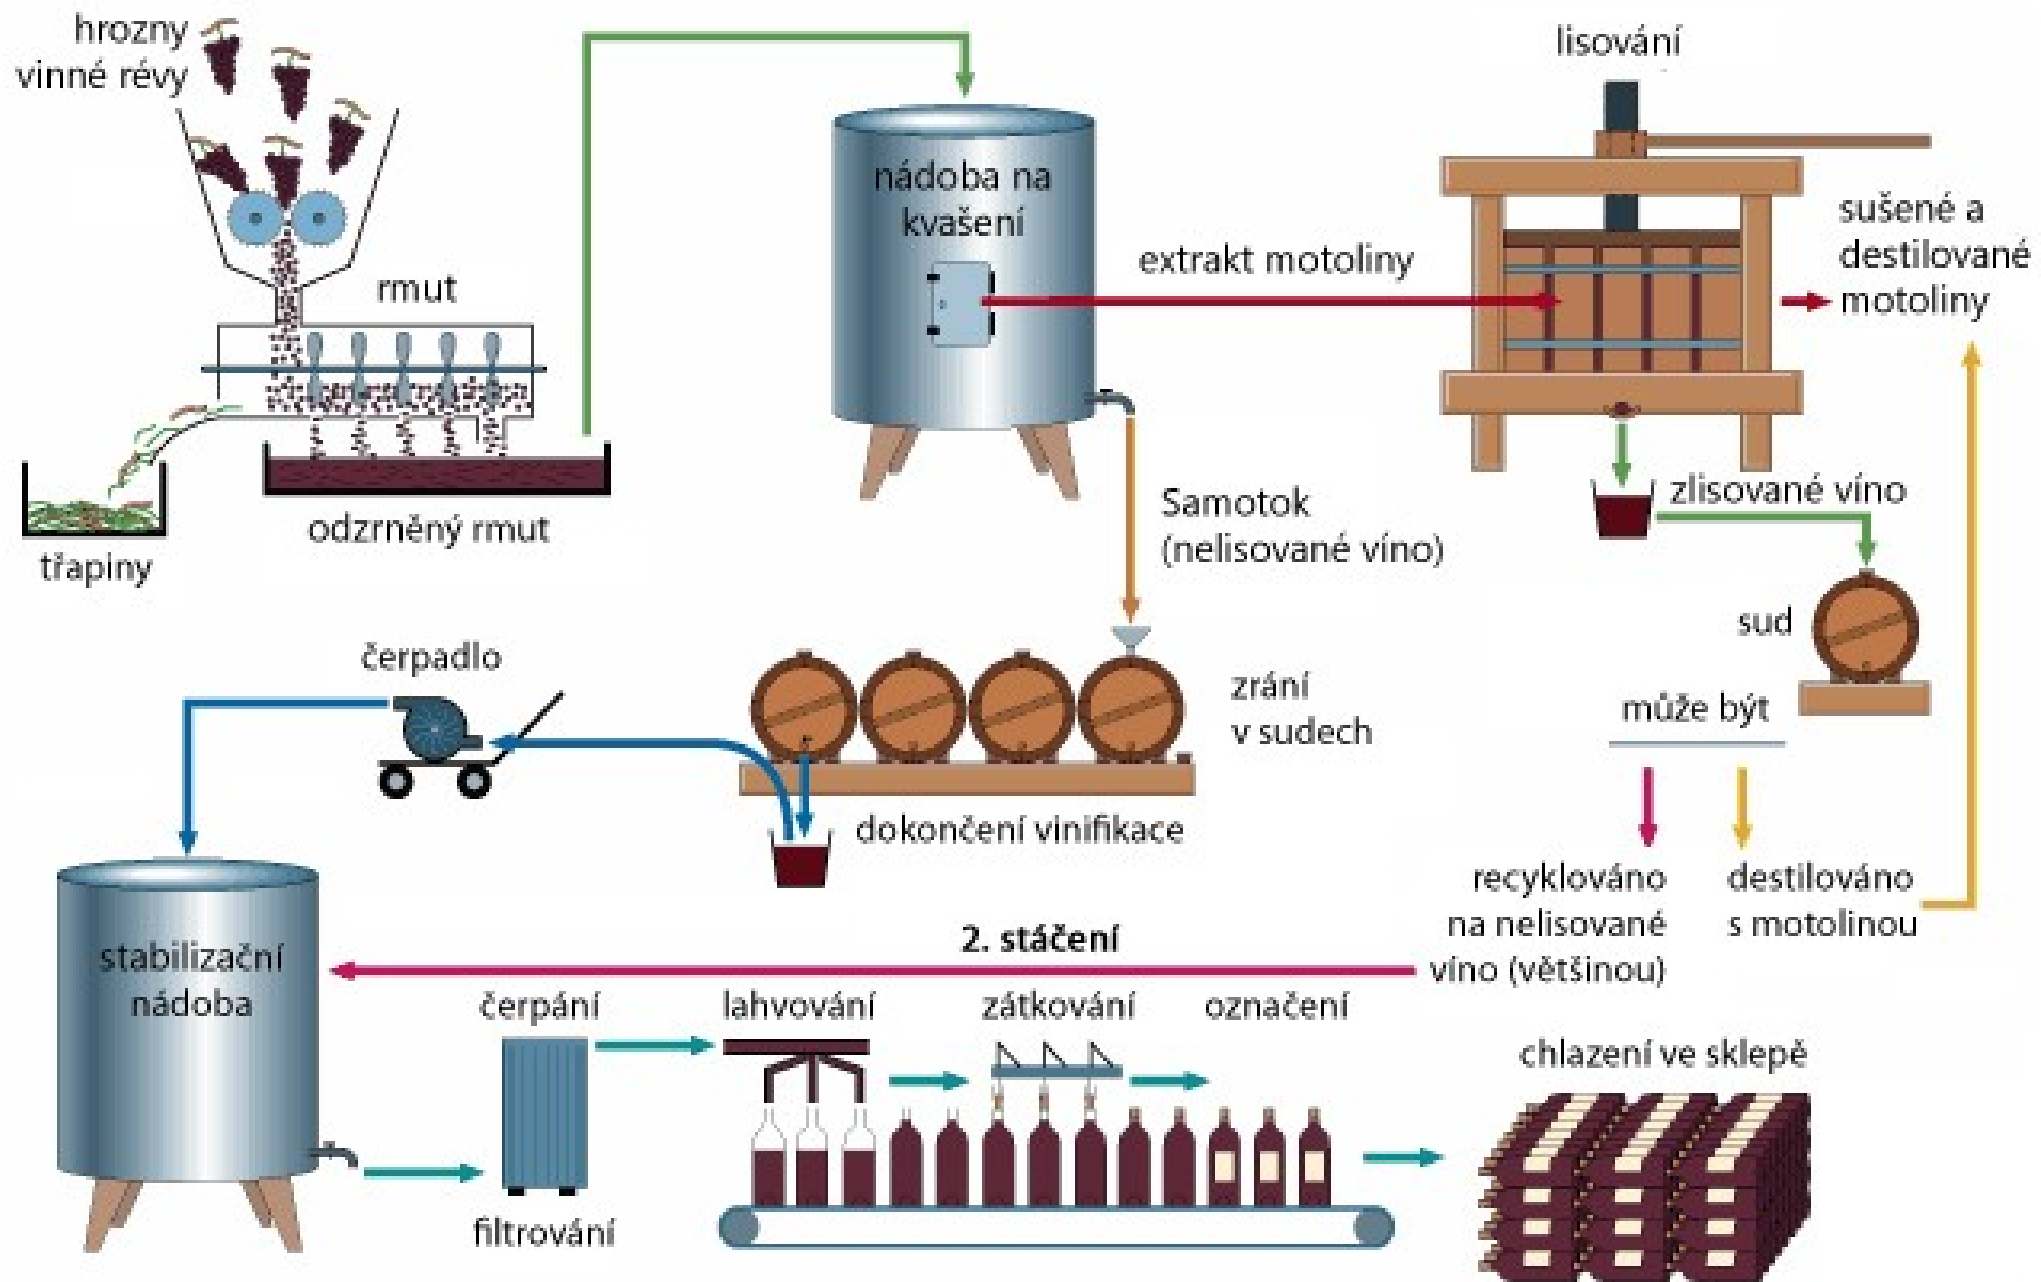 hrozny
vinné révy
rmut
třapiny
odzrněný rmut
nádoba na
kvašení
extrakt motoliny
lisování
sušené a
destilované
motoliny
Samotok
(nelisované víno)
zlisované víno
sud
může být
recyklováno
na nelisované
víno (většinou)
destilováno
s motolinou
zrání
v sudech
dokončení vinifikace
čerpadlo
stabilizační
nádoba
2. stáčení
čerpání
filtrování
lahvování
zátkování
označení
chlazení ve sklepě